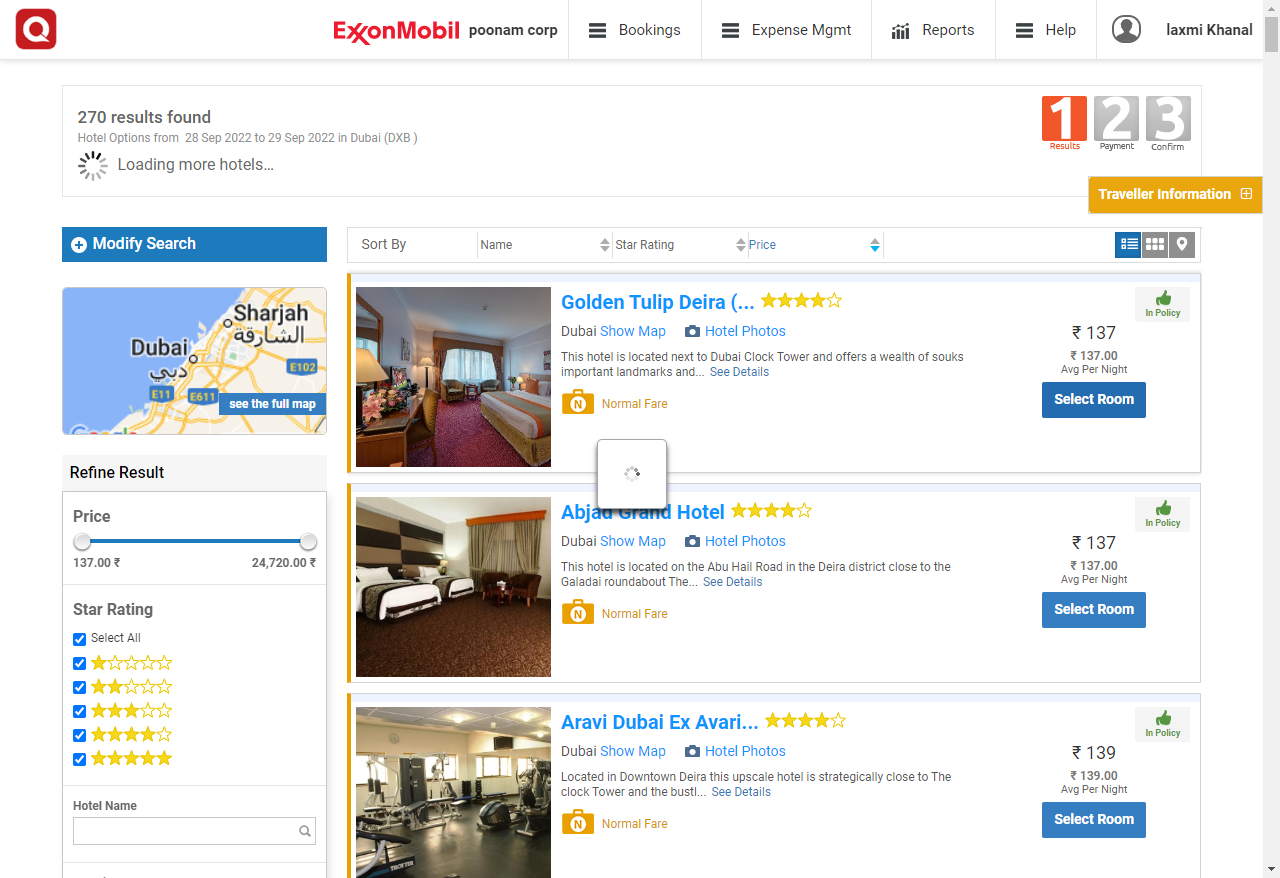 Q
ExxonMobil poonam corp
Bookings
Expense Mgmt
Reports
Help
laxmi Khanal
270 results found
Hotel Options from 28 Sep 2022 to 29 Sep 2022 in Dubai (DXB )
Loading more hotels...
1 2 3
Results Payment Confirm
Traveller Information
Modify Search
Sort By Name Star Rating Price
Sharjah
الشارقة
Dubai
دبي
E102
E11
E611
see the full map
Google
Refine Result
Price
137.00 ₹ 24,720.00 ₹
Star Rating
Select All
Hotel Name
Golden Tulip Deira (...
Dubai Show Map Hotel Photos
This hotel is located next to Dubai Clock Tower and offers a wealth of souks
important landmarks and... See Details
N Normal Fare
In Policy
₹ 137
₹ 137.00
Avg Per Night
Select Room
Abjad Grand Hotel
Dubai Show Map Hotel Photos
This hotel is located on the Abu Hail Road in the Deira district close to the
Galadai roundabout The... See Details
N Normal Fare
In Policy
₹ 137
₹ 137.00
Avg Per Night
Select Room
Aravi Dubai Ex Avari...
Dubai Show Map Hotel Photos
Located in Downtown Deira this upscale hotel is strategically close to The
clock Tower and the bustl... See Details
N Normal Fare
In Policy
₹ 139
₹ 139.00
Avg Per Night
Select Room
TROTTER